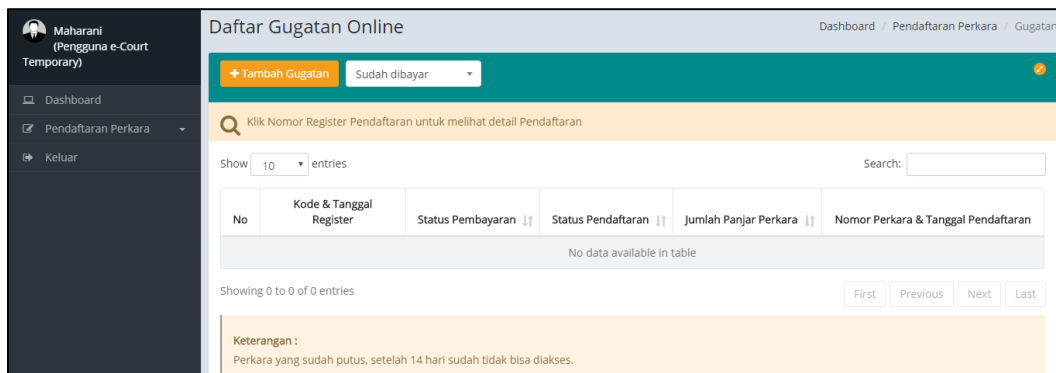 Maharani
(Pengguna e-Court
Temporary)
Dashboard
Pendaftaran Perkara
Keluar
Daftar Gugatan Online
Dashboard / Pendaftaran Perkara / Gugatan
+ Tambah Gugatan Sudah dibayar
Klik Nomor Register Pendaftaran untuk melihat detail Pendaftaran
Show 10 entries Search:
No Kode & Tanggal Register Status Pembayaran Status Pendaftaran Jumlah Panjar Perkara Nomor Perkara & Tanggal Pendaftaran
No data available in table
Showing 0 to 0 of 0 entries First Previous Next Last
Keterangan :
Perkara yang sudah putus, setelah 14 hari sudah tidak bisa diakses.